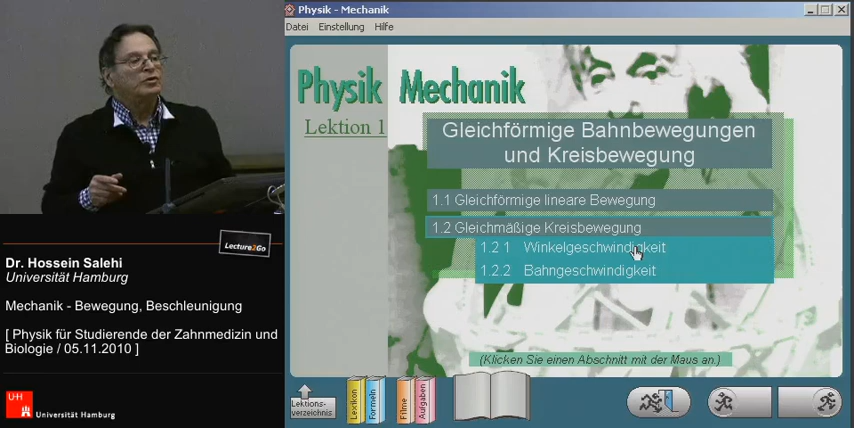 Physik - Mechanik
Datei Einstellung Hilfe
Physik Mechanik
Lektion 1
Gleichförmige Bahnbewegungen
und Kreisbewegung
1.1 Gleichförmige lineare Bewegung
1.2 Gleichmäßige Kreisbewegung
1.2.1 Winkelgeschwindigkeit
1.2.2 Bahngeschwindigkeit
(Klicken Sie einen Abschnitt mit der Maus an.)
Lektions-
verzeichnis
Lexikon
Formeln
Filme
Aufgaben
Lecture2Go
Dr. Hossein Salehi
Universität Hamburg
Mechanik - Bewegung, Beschleunigung
[ Physik für Studierende der Zahnmedizin und
Biologie / 05.11.2010 ]
UH
Universität Hamburg